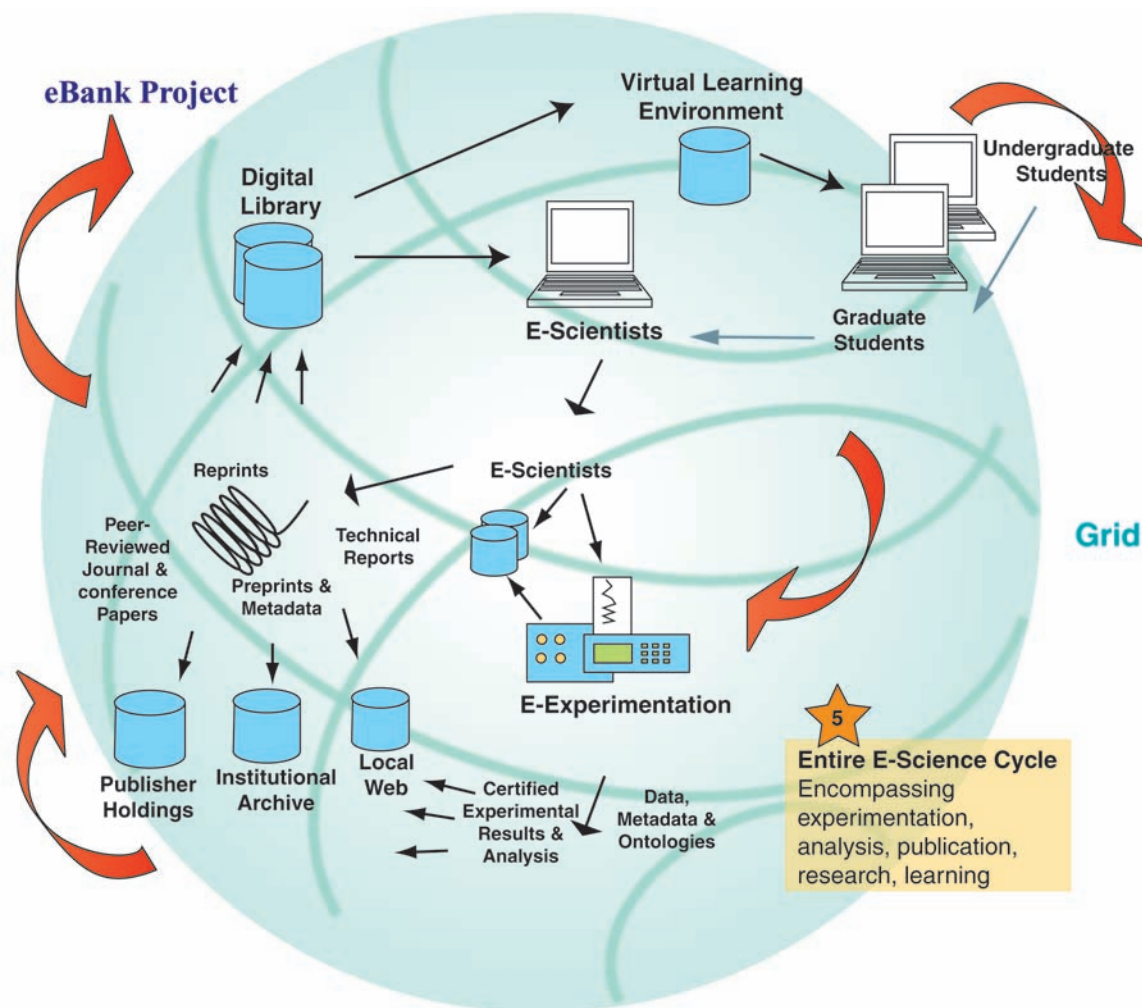 eBank Project
Virtual Learning
Environment
Undergraduate
Students
Digital
Library
E-Scientists
Graduate
Students
Reprints
E-Scientists
Peer-
Reviewed
Journal &
conference
Papers
Technical
Reports
Preprints &
Metadata
Grid
E-Experimentation
Publisher
Holdings
Institutional
Archive
Local
Web
Certified
Experimental
Results &
Analysis
Data,
Metadata &
Ontologies
5
Entire E-Science Cycle
Encompassing
experimentation,
analysis, publication,
research, learning